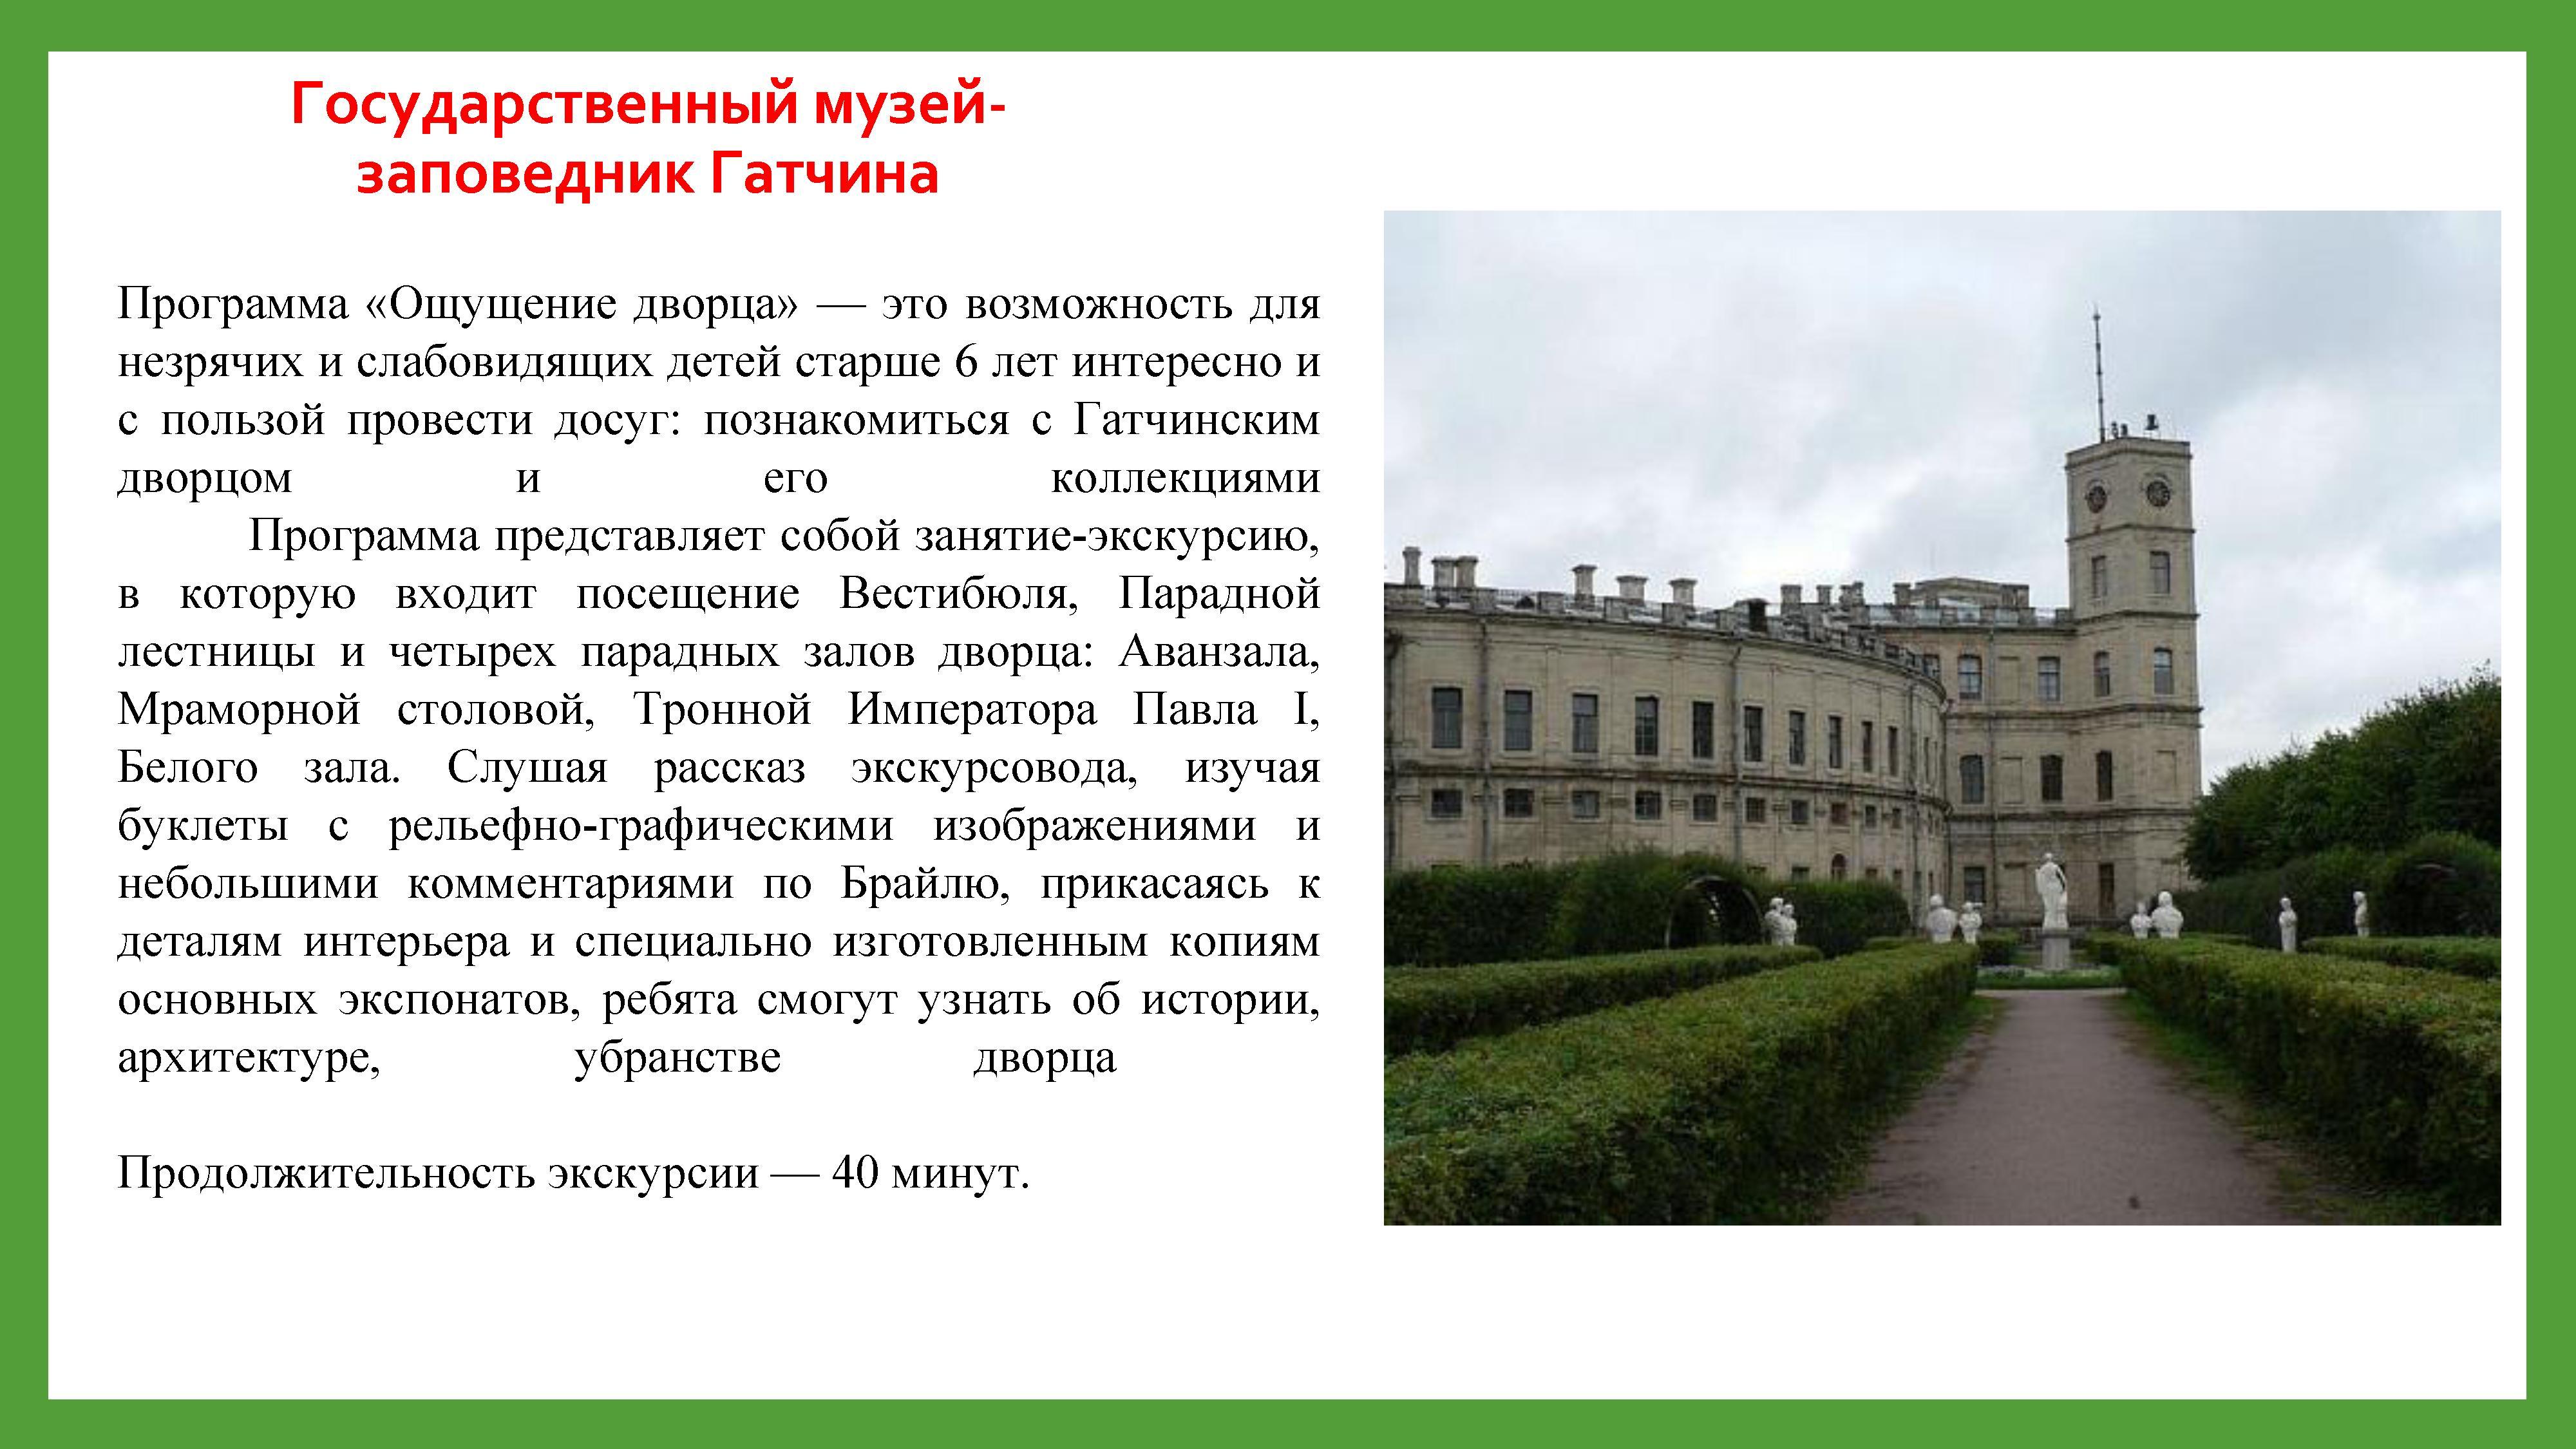 Государственный музей-
заповедник Гатчина
Программа «Ощущение дворца» — это возможность для
незрячих и слабовидящих детей старше 6 лет интересно и
с пользой провести досуг: познакомиться с Гатчинским
дворцом и его коллекциями
Программа представляет собой занятие-экскурсию,
в которую входит посещение Вестибюля, Парадной
лестницы и четырех парадных залов дворца: Аванзала,
Мраморной столовой, Тронной Императора Павла I,
Белого зала. Слушая рассказ экскурсовода, изучая
буклеты с рельефно-графическими изображениями и
небольшими комментариями по Брайлю, прикасаясь к
деталям интерьера и специально изготовленным копиям
основных экспонатов, ребята смогут узнать об истории,
архитектуре, убранстве дворца
Продолжительность экскурсии — 40 минут.